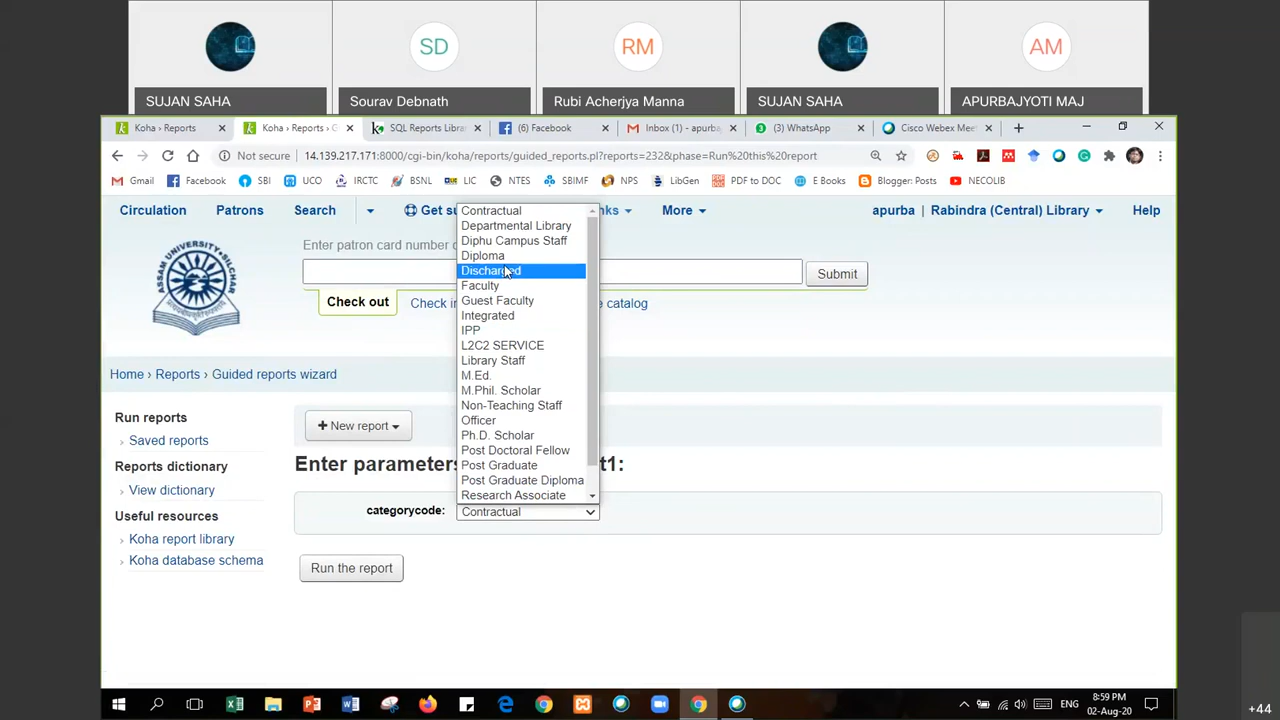 SD
RM
AM
SUJAN SAHA
Sourav Debnath
Rubi Acherjya Manna
SUJAN SAHA
APURBAJYOTI MAJ
Koha › Reports
Koha › Reports › G
SQL Reports Libra
(6) Facebook
Inbox (1) - apurba
(3) WhatsApp
Cisco Webex Mee
Not secure
14.139.217.171:8000/cgi-bin/koha/reports/guided_reports.pl?reports=232&phase=Run%20this%20report
Gmail
Facebook
SBI
UCO
IRCTC
BSNL
LIC
NTES
SBIMF
NPS
LibGen
PDF to DOC
E Books
Blogger: Posts
NECOLIB
Circulation
Patrons
Search
Get su
nks
More
apurba
Rabindra (Central) Library
Help
Enter patron card number o
Submit
Check out
Check in
e catalog
Contractual
Departmental Library
Diphu Campus Staff
Diploma
Discharged
Faculty
Guest Faculty
Integrated
IPP
L2C2 SERVICE
Library Staff
M.Ed.
M.Phil. Scholar
Non-Teaching Staff
Officer
Ph.D. Scholar
Post Doctoral Fellow
Post Graduate
Post Graduate Diploma
Research Associate
Home › Reports › Guided reports wizard
Run reports
Saved reports
Reports dictionary
View dictionary
Useful resources
Koha report library
Koha database schema
+ New report
Enter parameters
t1:
categorycode:
Contractual
Run the report
ENG
8:59 PM
02-Aug-20
+44